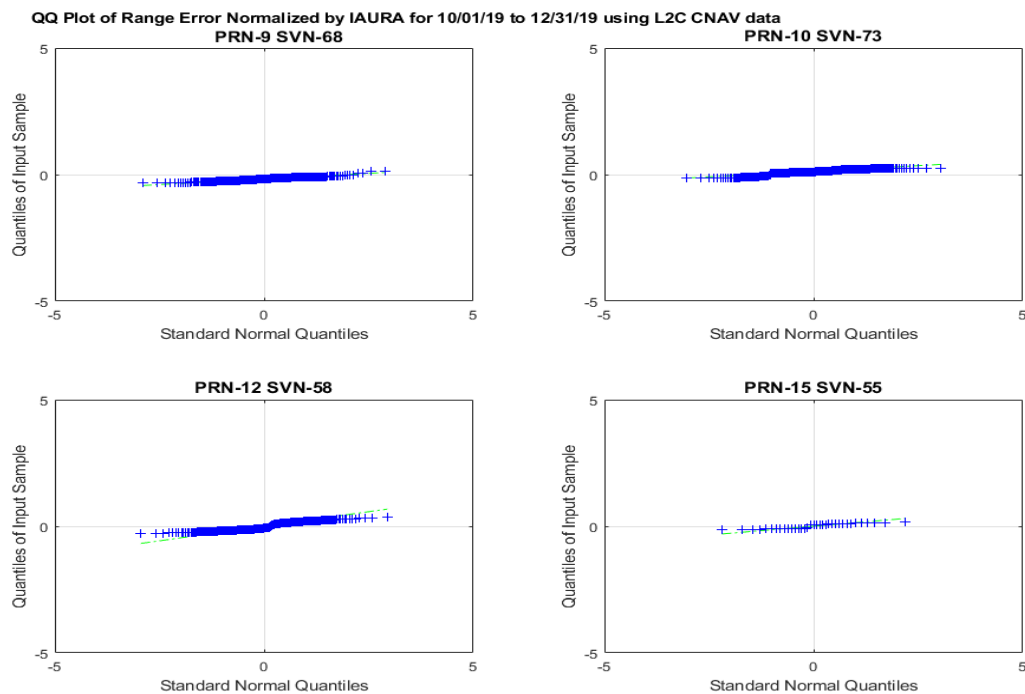 QQ Plot of Range Error Normalized by IAURA for 10/01/19 to 12/31/19 using L2C CNAV data
PRN-9 SVN-68
5
0
-5
Quantiles of Input Sample
-5 0 5
Standard Normal Quantiles
PRN-10 SVN-73
5
0
-5
Quantiles of Input Sample
-5 0 5
Standard Normal Quantiles
PRN-12 SVN-58
5
0
-5
Quantiles of Input Sample
-5 0 5
Standard Normal Quantiles
PRN-15 SVN-55
5
0
-5
Quantiles of Input Sample
-5 0 5
Standard Normal Quantiles